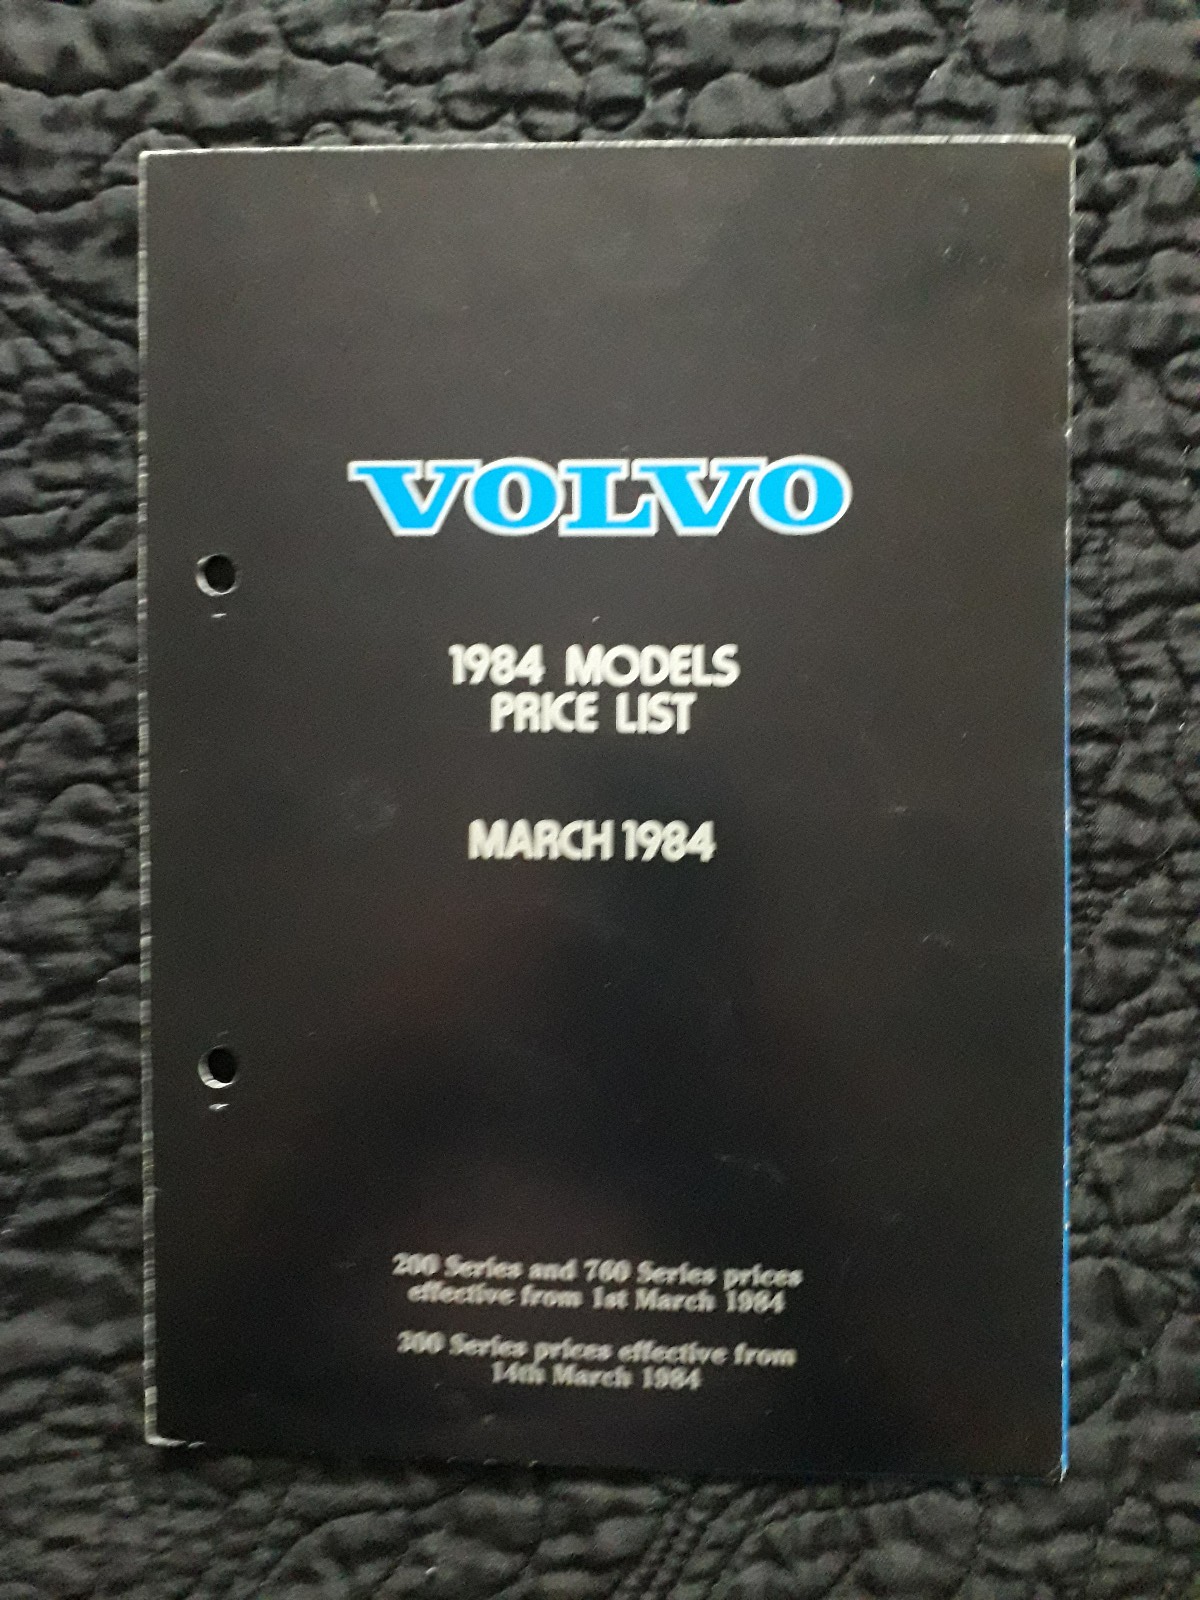 VOLVO
1984 MODELS
PRICE LIST
MARCH 1984
200 Series and 760 Series prices
effective from 1st March 1984
300 Series prices effective from
14th March 1984